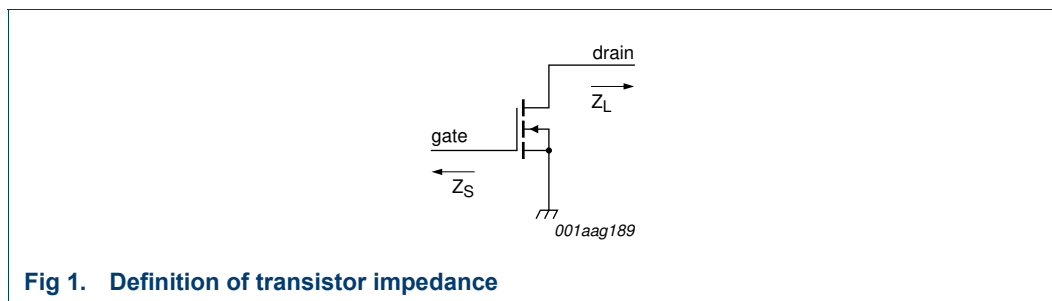 drain
Z_L
gate
Z_S
001aag189
Fig 1. Definition of transistor impedance